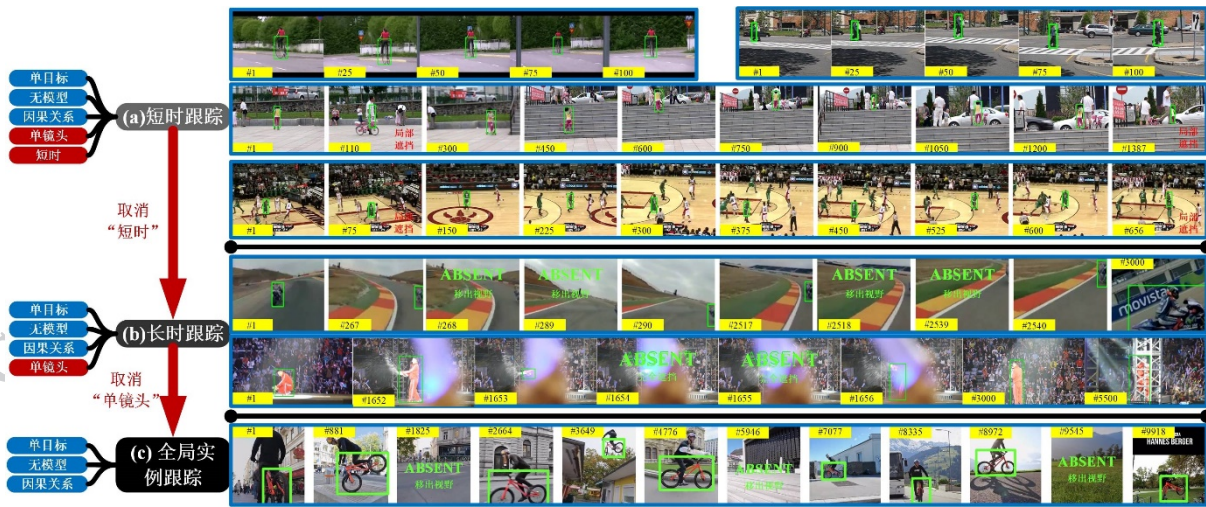 #1
#25
#50
#75
#100
#1
#25
#50
#75
#100
单目标
无模型
因果关系
单镜头
短时
(a)短时跟踪
#1
#110
局部
遮挡
#300
#450
#600
#750
#900
#1050
#1200
#1387
局部
遮挡
#1
#75
局部
遮挡
#150
#225
#300
#375
#450
#525
#600
#656
局部
遮挡
取消
“短时”
单目标
无模型
因果关系
单镜头
(b)长时跟踪
#1
#267
ABSENT
移出视野
#268
ABSENT
移出视野
#289
#290
#2517
ABSENT
移出视野
#2518
ABSENT
移出视野
#2539
#2540
#3000
movistar
#1
#1652
#1653
ABSENT
#1654
ABSENT
#1655
#1656
#3000
#5500
取消
“单镜头”
单目标
无模型
因果关系
(c) 全局实
例跟踪
#1
#881
#1825
ABSENT
移出视野
#2664
#3649
#4776
#5946
ABSENT
移出视野
#7077
#8335
#8972
#9545
ABSENT
移出视野
#9918
HANNES BERGER